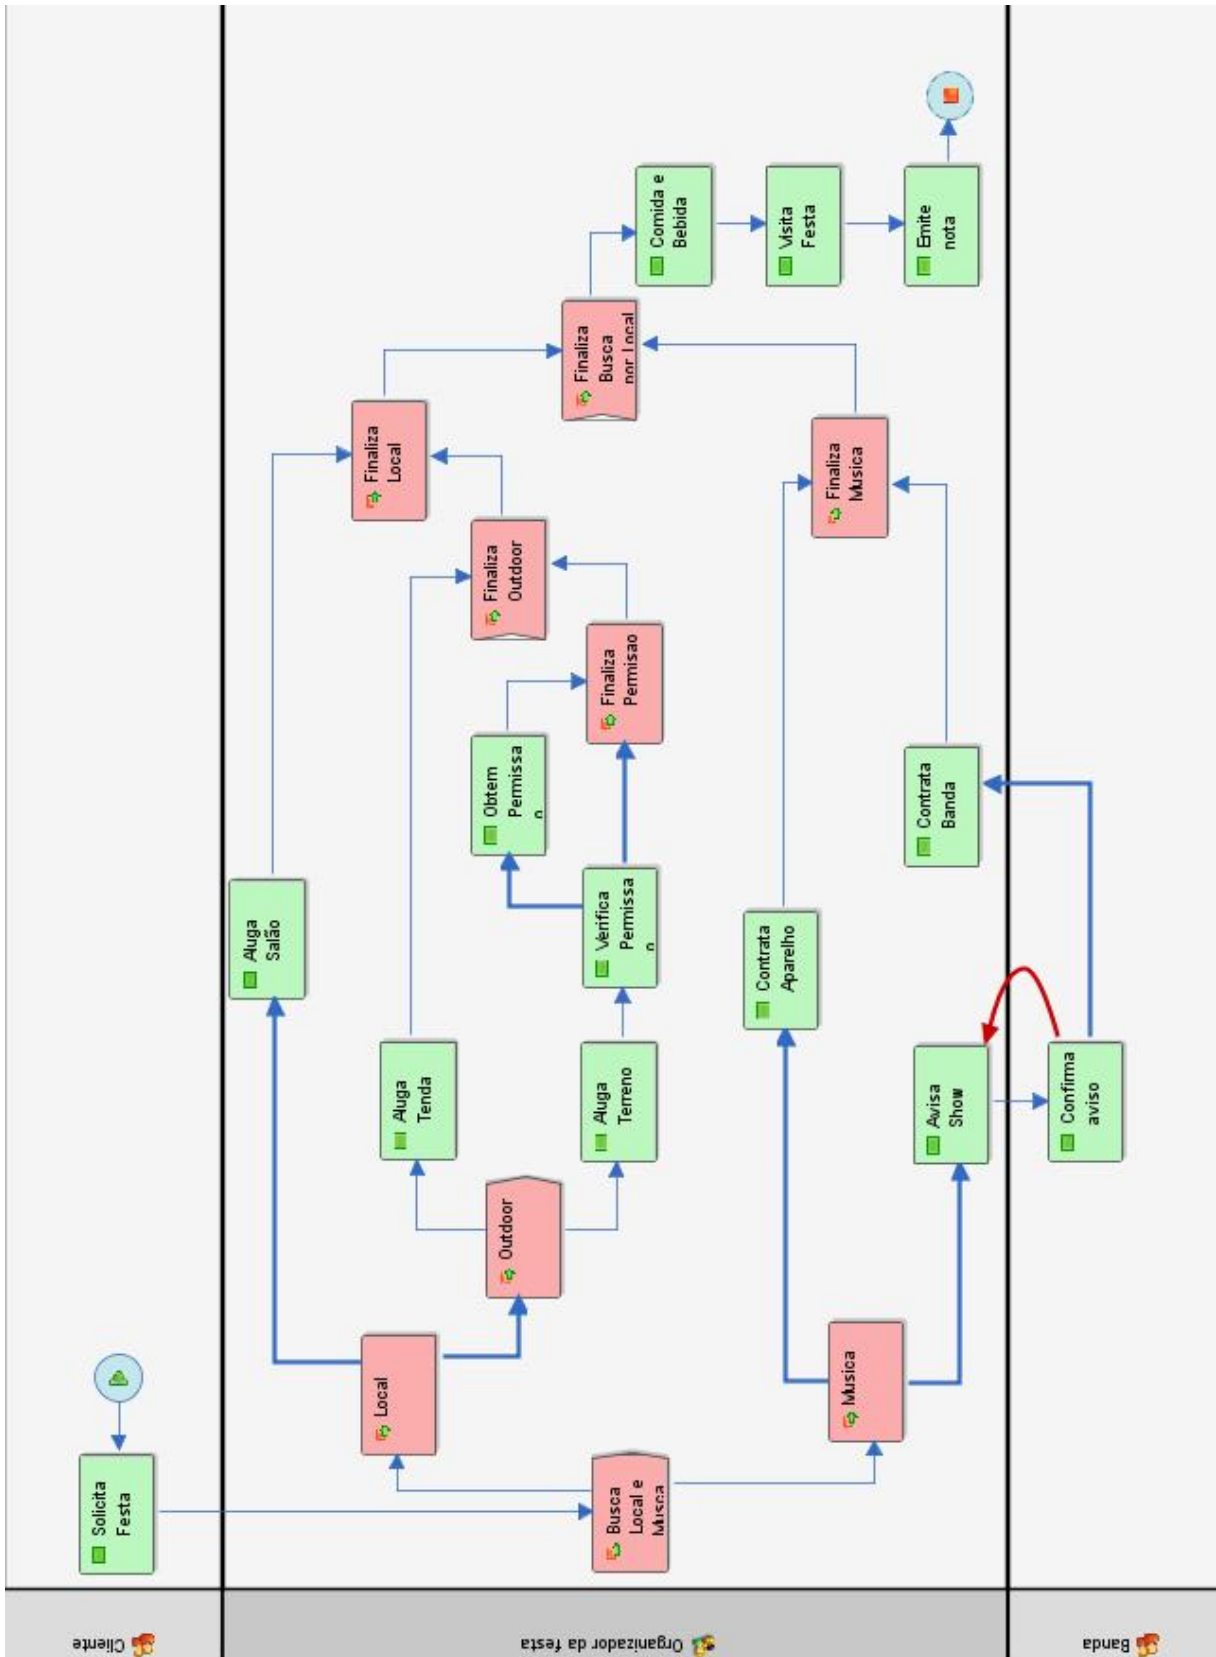 Cliente
Solicita
Festa
Organizador da festa
Busca
Local e
Musica
Local
Aluga
Salão
Outdoor
Aluga
Tenda
Aluga
Terreno
Verifica
Permissa
o
Obtem
Permissa
o
Finaliza
Permisao
Finaliza
Outdoor
Finaliza
Local
Musica
Contrata
Aparelho
Avisa
Show
Contrata
Banda
Finaliza
Musica
Finaliza
Busca
por Local
Comida e
Bebida
Visita
Festa
Emite
nota
Banda
Confirma
aviso